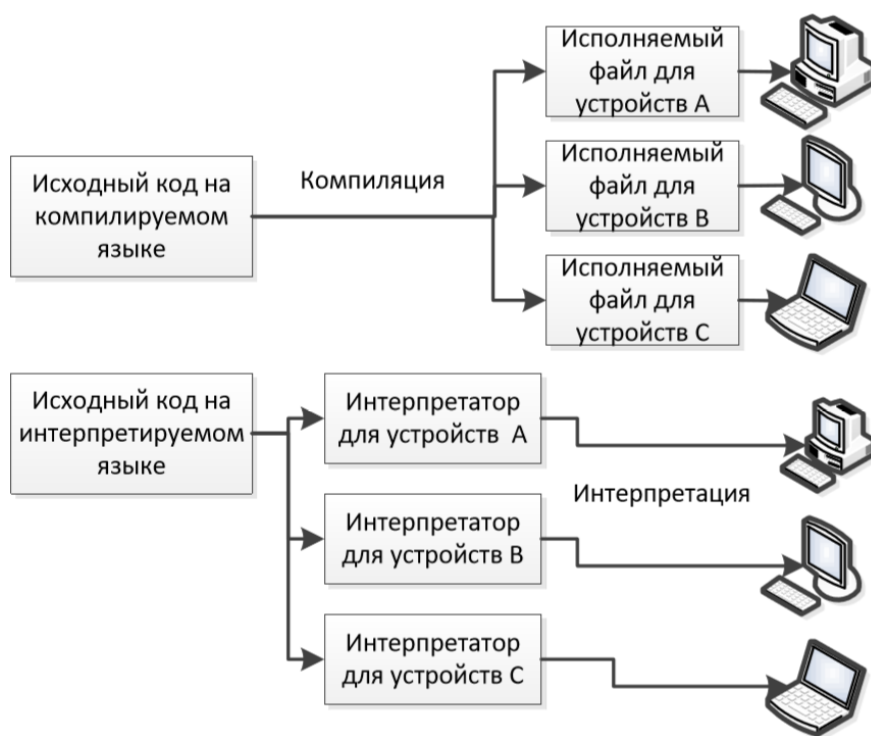 Исходный код на
компилируемом
языке
Компиляция
Исполняемый
файл для
устройств A
Исполняемый
файл для
устройств B
Исполняемый
файл для
устройств C
Исходный код на
интерпретируемом
языке
Интерпретатор
для устройств A
Интерпретатор
для устройств B
Интерпретатор
для устройств C
Интерпретация